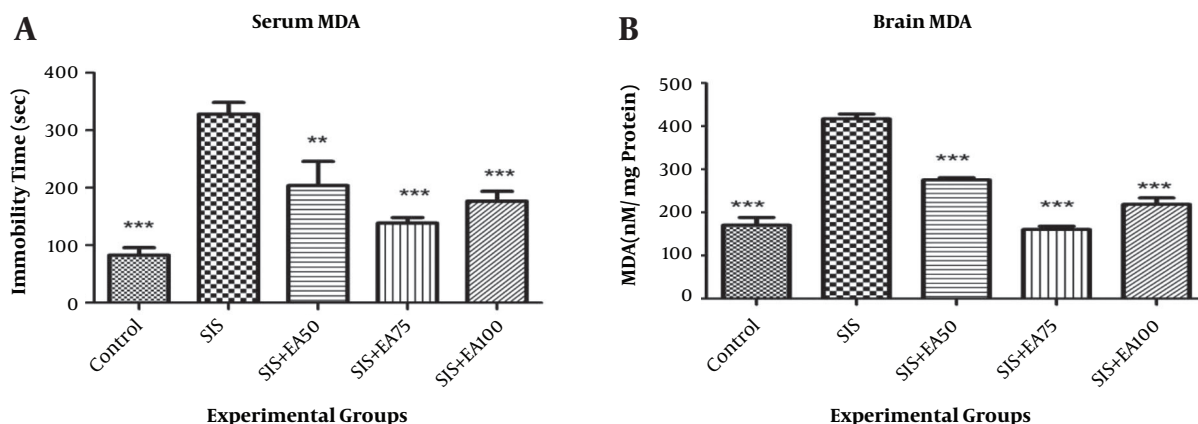 A
Serum MDA
Immobility Time (sec)
400
300
200
100
0
***
**
***
***
Control
SIS
SIS+EA50
SIS+EA75
SIS+EA100
Experimental Groups
B
Brain MDA
MDA(nM/ mg Protein)
500
400
300
200
100
0
***
***
***
***
Control
SIS
SIS+EA50
SIS+EA75
SIS+EA100
Experimental Groups